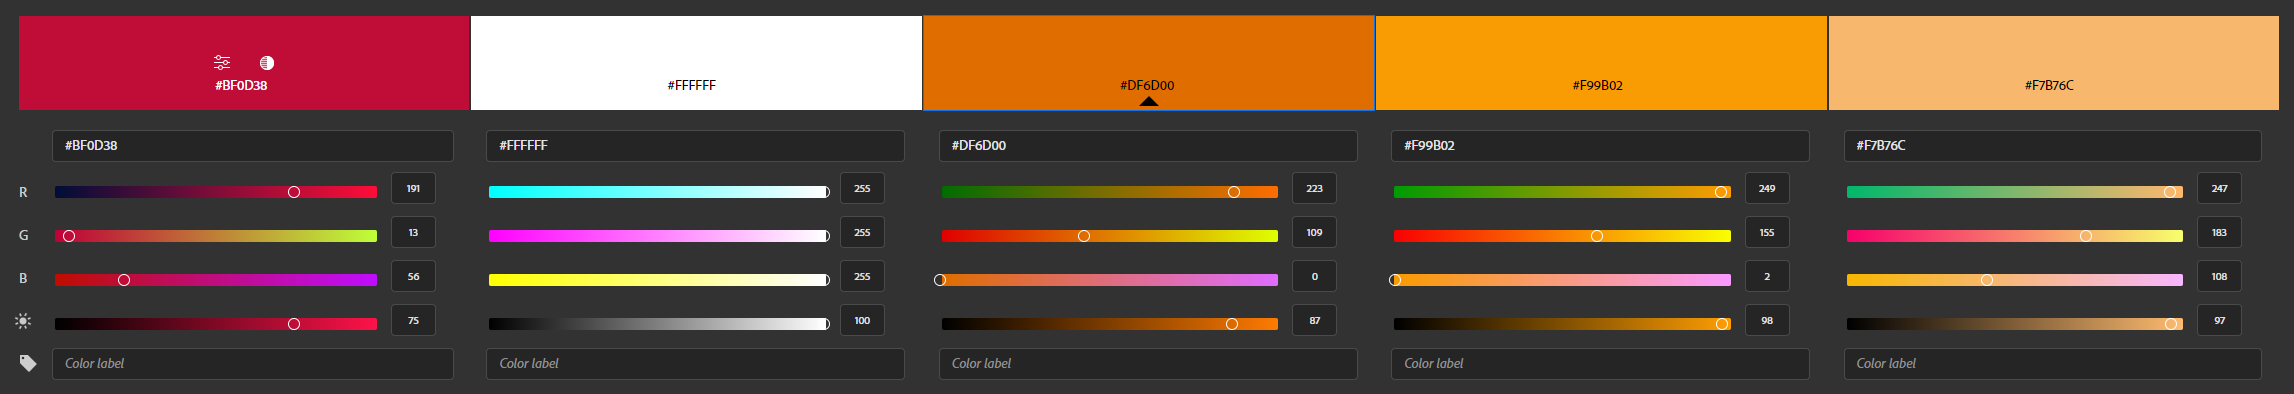 #BF0D38 #FFFFFF #DF6D00 #F99B02 #F7B76C
#BF0D38 #FFFFFF #DF6D00 #F99B02 #F7B76C
R 191 255 223 249 247
G 13 255 109 155 183
B 56 255 0 2 108
75 100 87 98 97
Color label Color label Color label Color label Color label